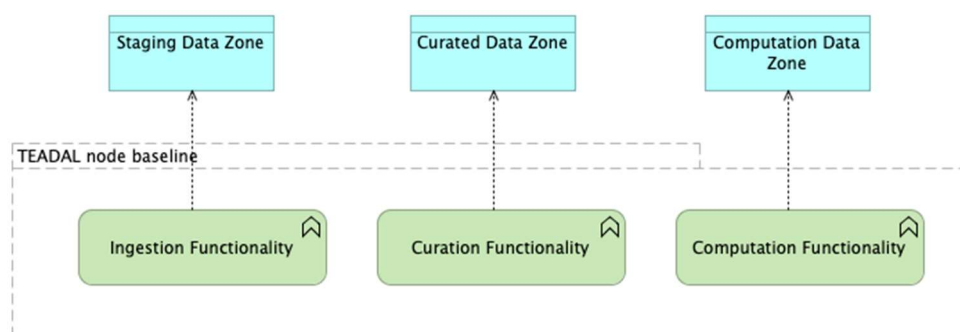 Staging Data Zone
Curated Data Zone
Computation Data
Zone
TEADAL node baseline
Ingestion Functionality
Curation Functionality
Computation Functionality